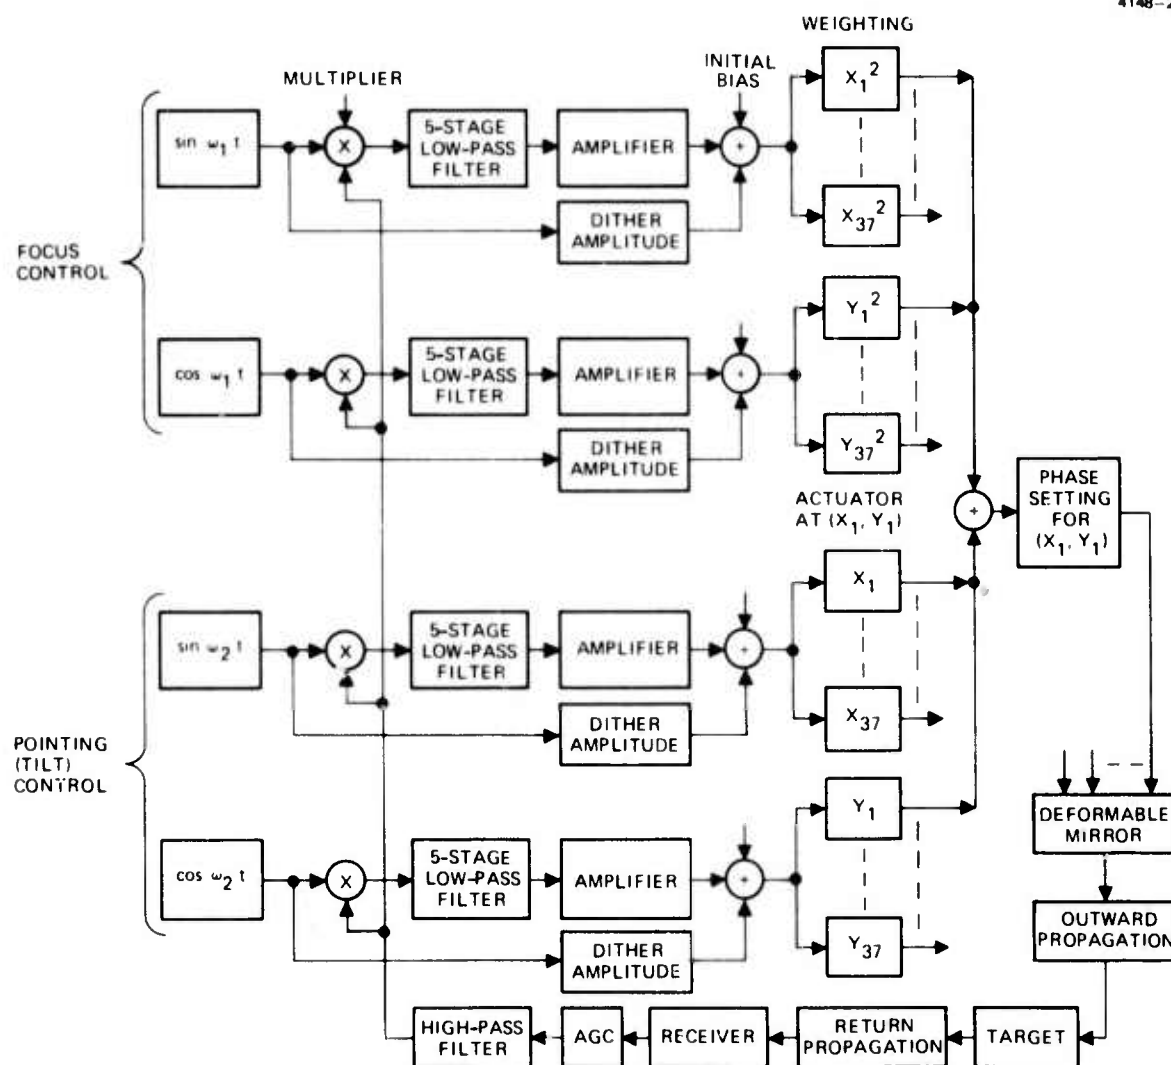 4148-2
WEIGHTING
MULTIPLIER
INITIAL
BIAS
sin ω1 t
X
5-STAGE
LOW-PASS
FILTER
AMPLIFIER
+
X1²
DITHER
AMPLITUDE
X37²
FOCUS
CONTROL
cos ω1 t
X
5-STAGE
LOW-PASS
FILTER
AMPLIFIER
+
Y1²
DITHER
AMPLITUDE
Y37²
ACTUATOR
AT (X1, Y1)
+
PHASE
SETTING
FOR
(X1, Y1)
sin ω2 t
X
5-STAGE
LOW-PASS
FILTER
AMPLIFIER
+
X1
DITHER
AMPLITUDE
X37
POINTING
(TILT)
CONTROL
cos ω2 t
X
5-STAGE
LOW-PASS
FILTER
AMPLIFIER
+
Y1
DITHER
AMPLITUDE
Y37
DEFORMABLE
MIRROR
OUTWARD
PROPAGATION
HIGH-PASS
FILTER
AGC
RECEIVER
RETURN
PROPAGATION
TARGET